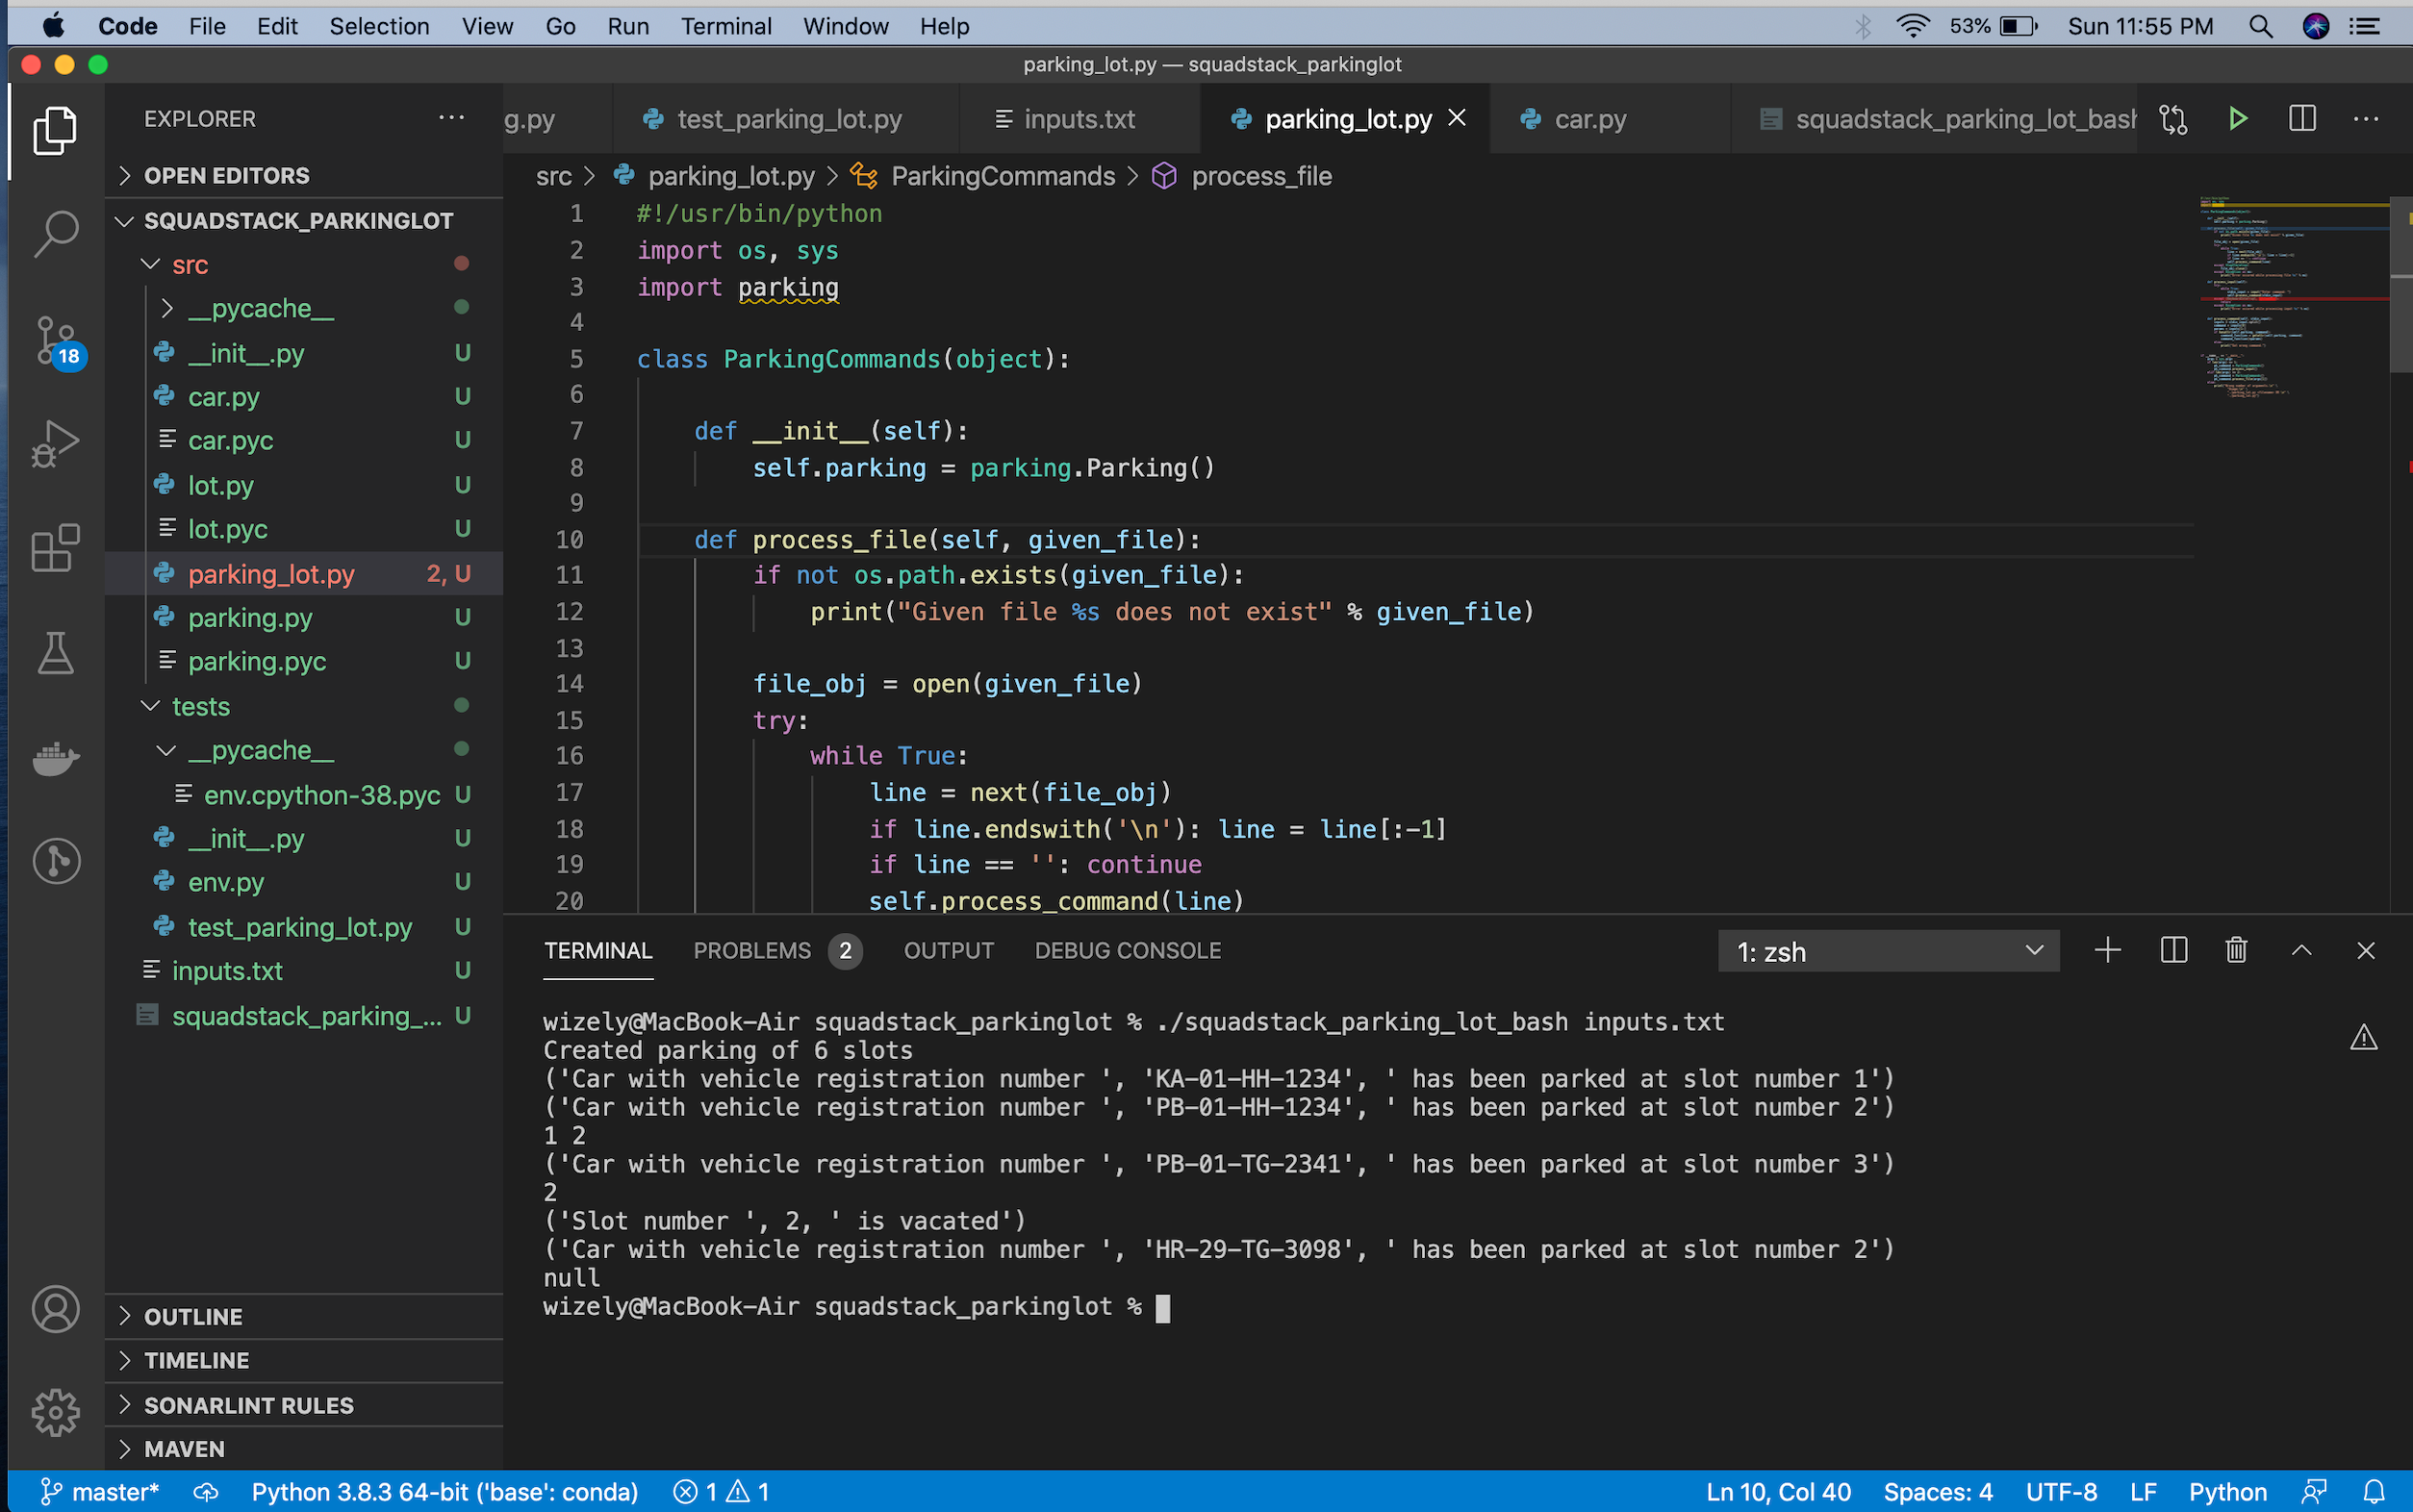 Code File Edit Selection View Go Run Terminal Window Help 53% Sun 11:55 PM
parking_lot.py — squadstack_parkinglot
EXPLORER ...
g.py test_parking_lot.py inputs.txt parking_lot.py car.py squadstack_parking_lot_bash ...
OPEN EDITORS
SQUADSTACK_PARKINGLOT
src
__pycache__
__init__.py U
car.py U
car.pyc U
lot.py U
lot.pyc U
parking_lot.py 2, U
parking.py U
parking.pyc U
tests
__pycache__
env.cpython-38.pyc U
__init__.py U
env.py U
test_parking_lot.py U
inputs.txt U
squadstack_parking_... U
OUTLINE
TIMELINE
SONARLINT RULES
MAVEN
18
src > parking_lot.py > ParkingCommands > process_file
1 #!/usr/bin/python
2 import os, sys
3 import parking
4
5 class ParkingCommands(object):
6
7 def __init__(self):
8 self.parking = parking.Parking()
9
10 def process_file(self, given_file):
11 if not os.path.exists(given_file):
12 print("Given file %s does not exist" % given_file)
13
14 file_obj = open(given_file)
15 try:
16 while True:
17 line = next(file_obj)
18 if line.endswith('\n'): line = line[:-1]
19 if line == '': continue
20 self.process_command(line)
TERMINAL PROBLEMS 2 OUTPUT DEBUG CONSOLE 1: zsh
wizely@MacBook-Air squadstack_parkinglot % ./squadstack_parking_lot_bash inputs.txt
Created parking of 6 slots
('Car with vehicle registration number ', 'KA-01-HH-1234', ' has been parked at slot number 1')
('Car with vehicle registration number ', 'PB-01-HH-1234', ' has been parked at slot number 2')
1 2
('Car with vehicle registration number ', 'PB-01-TG-2341', ' has been parked at slot number 3')
2
('Slot number ', 2, ' is vacated')
('Car with vehicle registration number ', 'HR-29-TG-3098', ' has been parked at slot number 2')
null
wizely@MacBook-Air squadstack_parkinglot %
master* Python 3.8.3 64-bit ('base': conda) 1 1 Ln 10, Col 40 Spaces: 4 UTF-8 LF Python